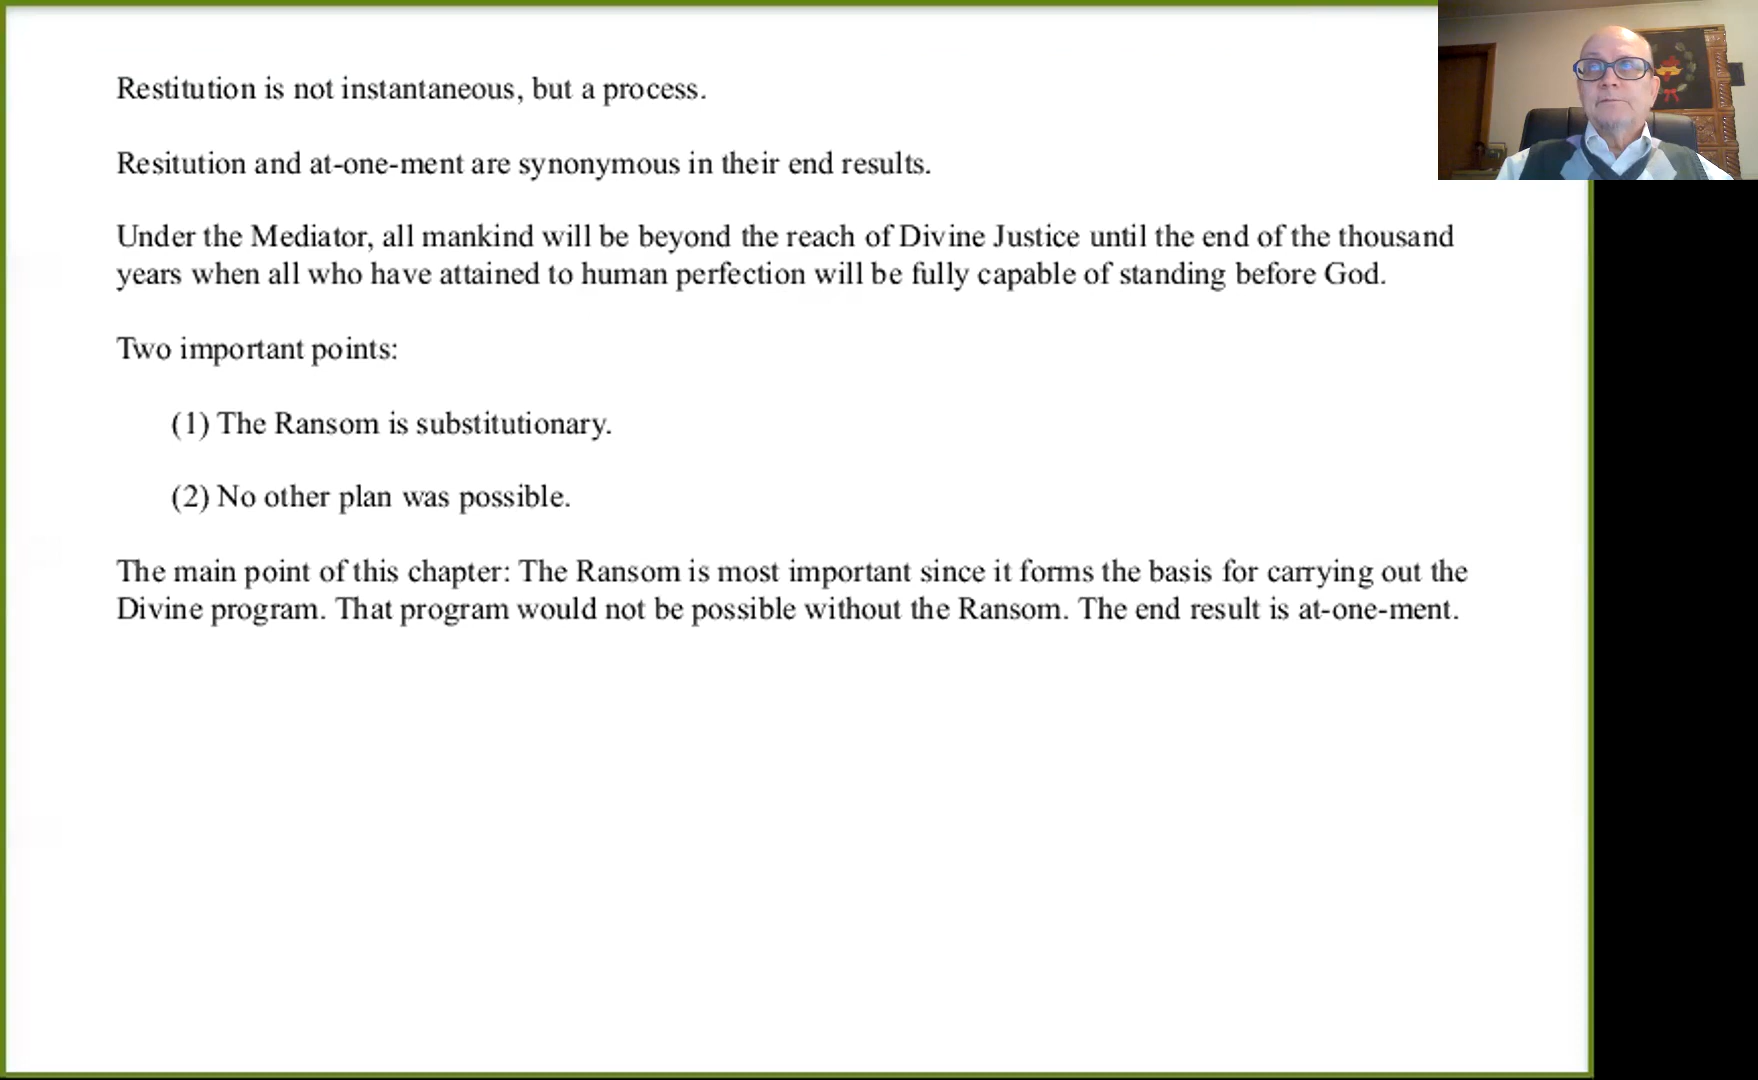 Restitution is not instantaneous, but a process.
Resitution and at-one-ment are synonymous in their end results.
Under the Mediator, all mankind will be beyond the reach of Divine Justice until the end of the thousand
years when all who have attained to human perfection will be fully capable of standing before God.
Two important points:
(1) The Ransom is substitutionary.
(2) No other plan was possible.
The main point of this chapter: The Ransom is most important since it forms the basis for carrying out the
Divine program. That program would not be possible without the Ransom. The end result is at-one-ment.